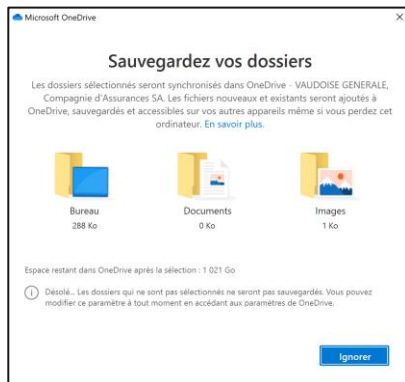 Microsoft OneDrive
Sauvegardez vos dossiers
Les dossiers sélectionnés seront synchronisés dans OneDrive - VAUDOISE GENERALE,
Compagnie d'Assurances SA. Les fichiers nouveaux et existants seront ajoutés à
OneDrive, sauvegardés et accessibles sur vos autres appareils même si vous perdez cet
ordinateur. En savoir plus.
Bureau Documents Images
288 Ko 0 Ko 1 Ko
Espace restant dans OneDrive après la sélection : 1 021 Go
Désolé... Les dossiers qui ne sont pas sélectionnés ne seront pas sauvegardés. Vous pouvez
modifier ce paramètre à tout moment en accédant aux paramètres de OneDrive.
Ignorer